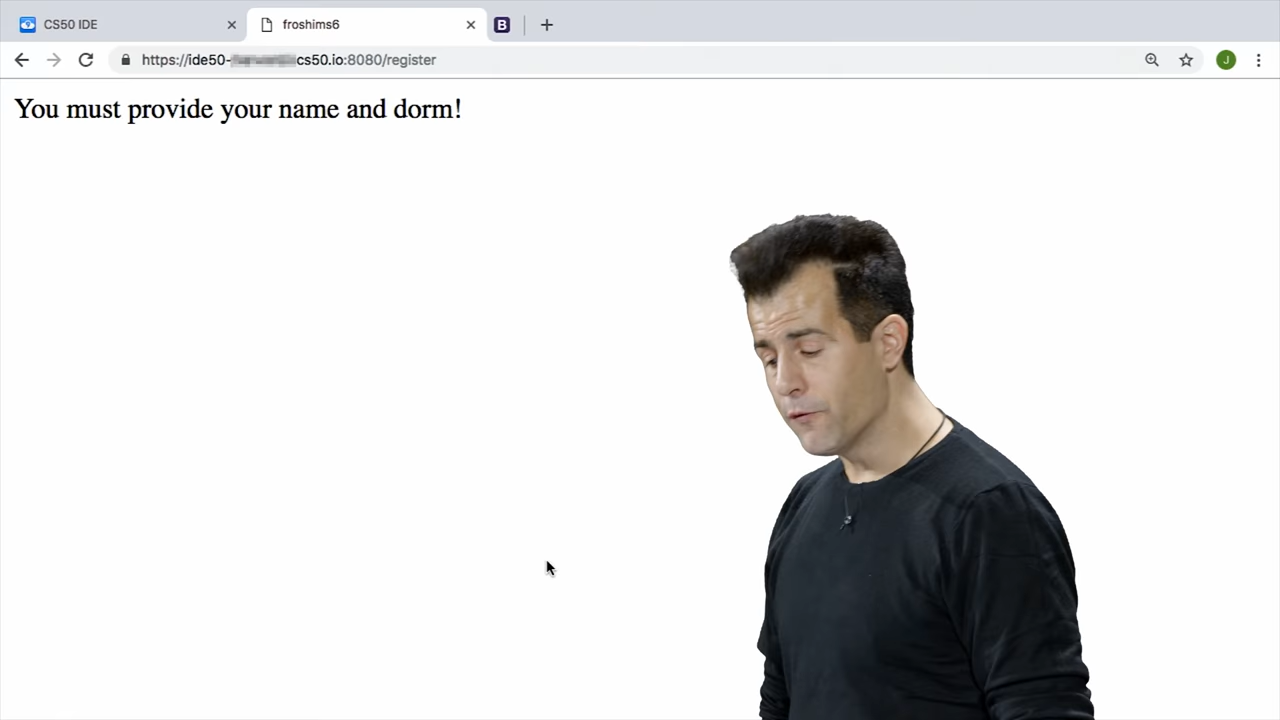 CS50 IDE
froshims6
B
https://ide50-
cs50.io:8080/register
J
You must provide your name and dorm!